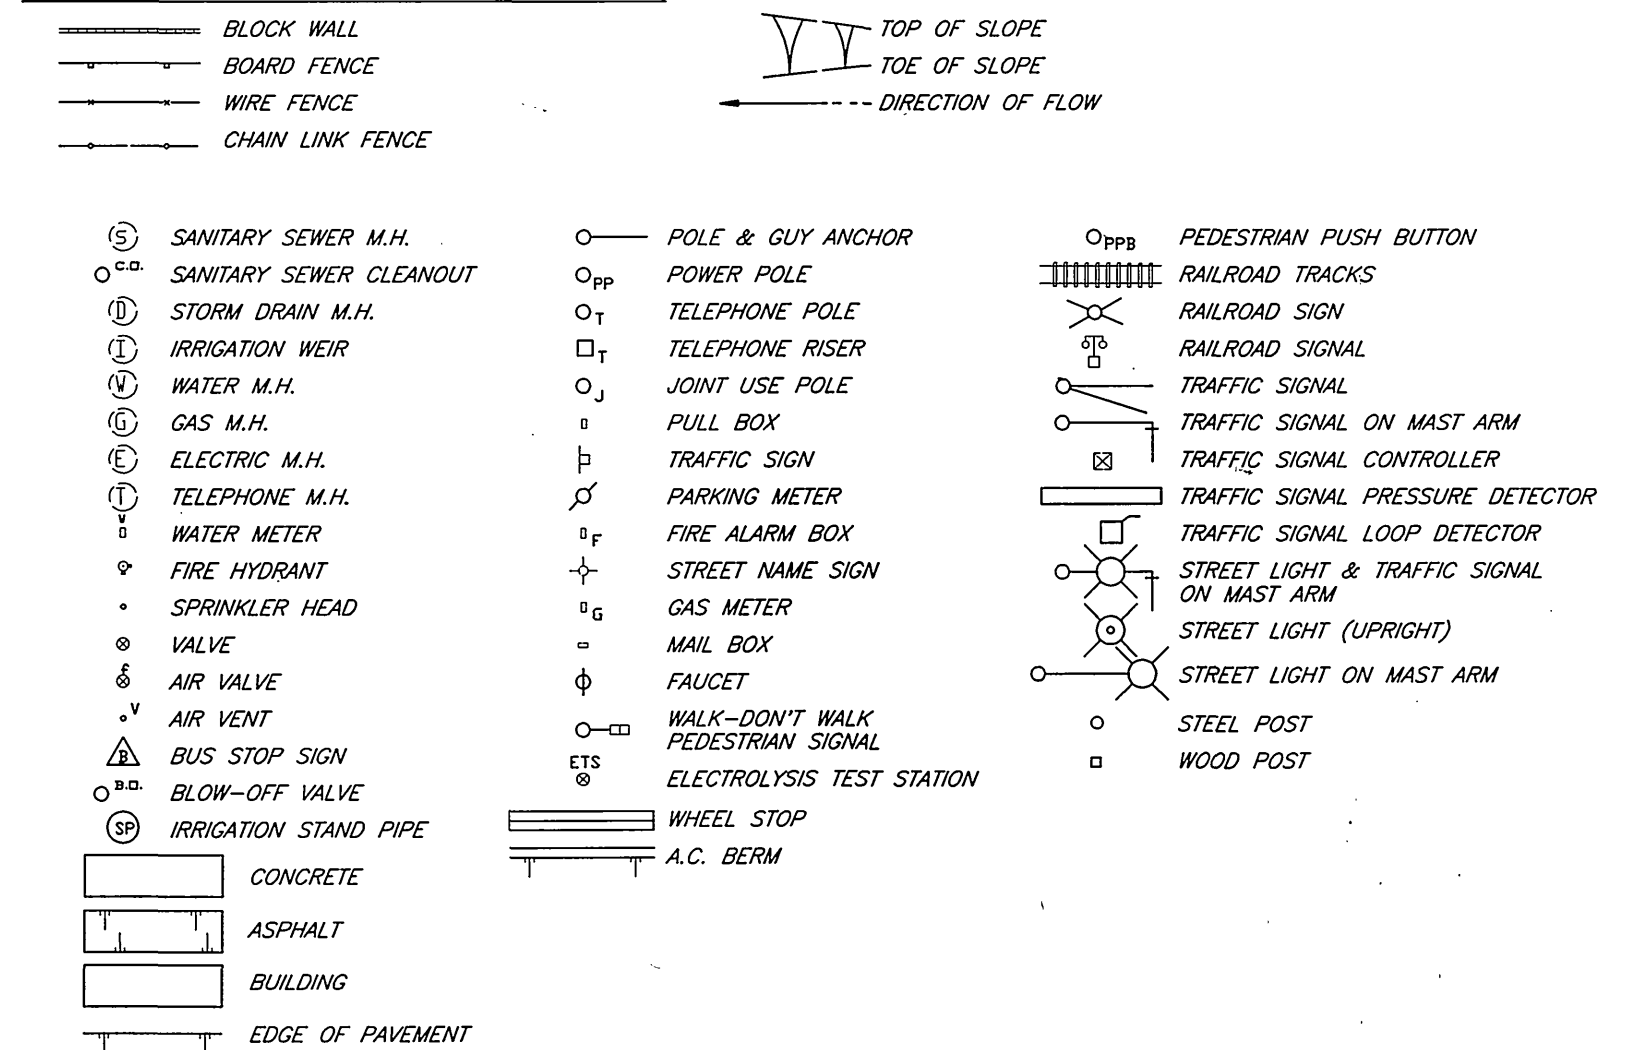 BLOCK WALL
BOARD FENCE
WIRE FENCE
CHAIN LINK FENCE
TOP OF SLOPE
TOE OF SLOPE
DIRECTION OF FLOW
S SANITARY SEWER M.H.
C.O. SANITARY SEWER CLEANOUT
D STORM DRAIN M.H.
I IRRIGATION WEIR
W WATER M.H.
G GAS M.H.
E ELECTRIC M.H.
T TELEPHONE M.H.
W WATER METER
FIRE HYDRANT
SPRINKLER HEAD
VALVE
AIR VALVE
V AIR VENT
B BUS STOP SIGN
B.O. BLOW-OFF VALVE
SP IRRIGATION STAND PIPE
CONCRETE
ASPHALT
BUILDING
EDGE OF PAVEMENT
POLE & GUY ANCHOR
PP POWER POLE
T TELEPHONE POLE
T TELEPHONE RISER
J JOINT USE POLE
PULL BOX
TRAFFIC SIGN
PARKING METER
F FIRE ALARM BOX
STREET NAME SIGN
G GAS METER
MAIL BOX
FAUCET
WALK-DON'T WALK
PEDESTRIAN SIGNAL
ETS
ELECTROLYSIS TEST STATION
WHEEL STOP
A.C. BERM
PPB PEDESTRIAN PUSH BUTTON
RAILROAD TRACKS
RAILROAD SIGN
RAILROAD SIGNAL
TRAFFIC SIGNAL
TRAFFIC SIGNAL ON MAST ARM
TRAFFIC SIGNAL CONTROLLER
TRAFFIC SIGNAL PRESSURE DETECTOR
TRAFFIC SIGNAL LOOP DETECTOR
STREET LIGHT & TRAFFIC SIGNAL
ON MAST ARM
STREET LIGHT (UPRIGHT)
STREET LIGHT ON MAST ARM
STEEL POST
WOOD POST